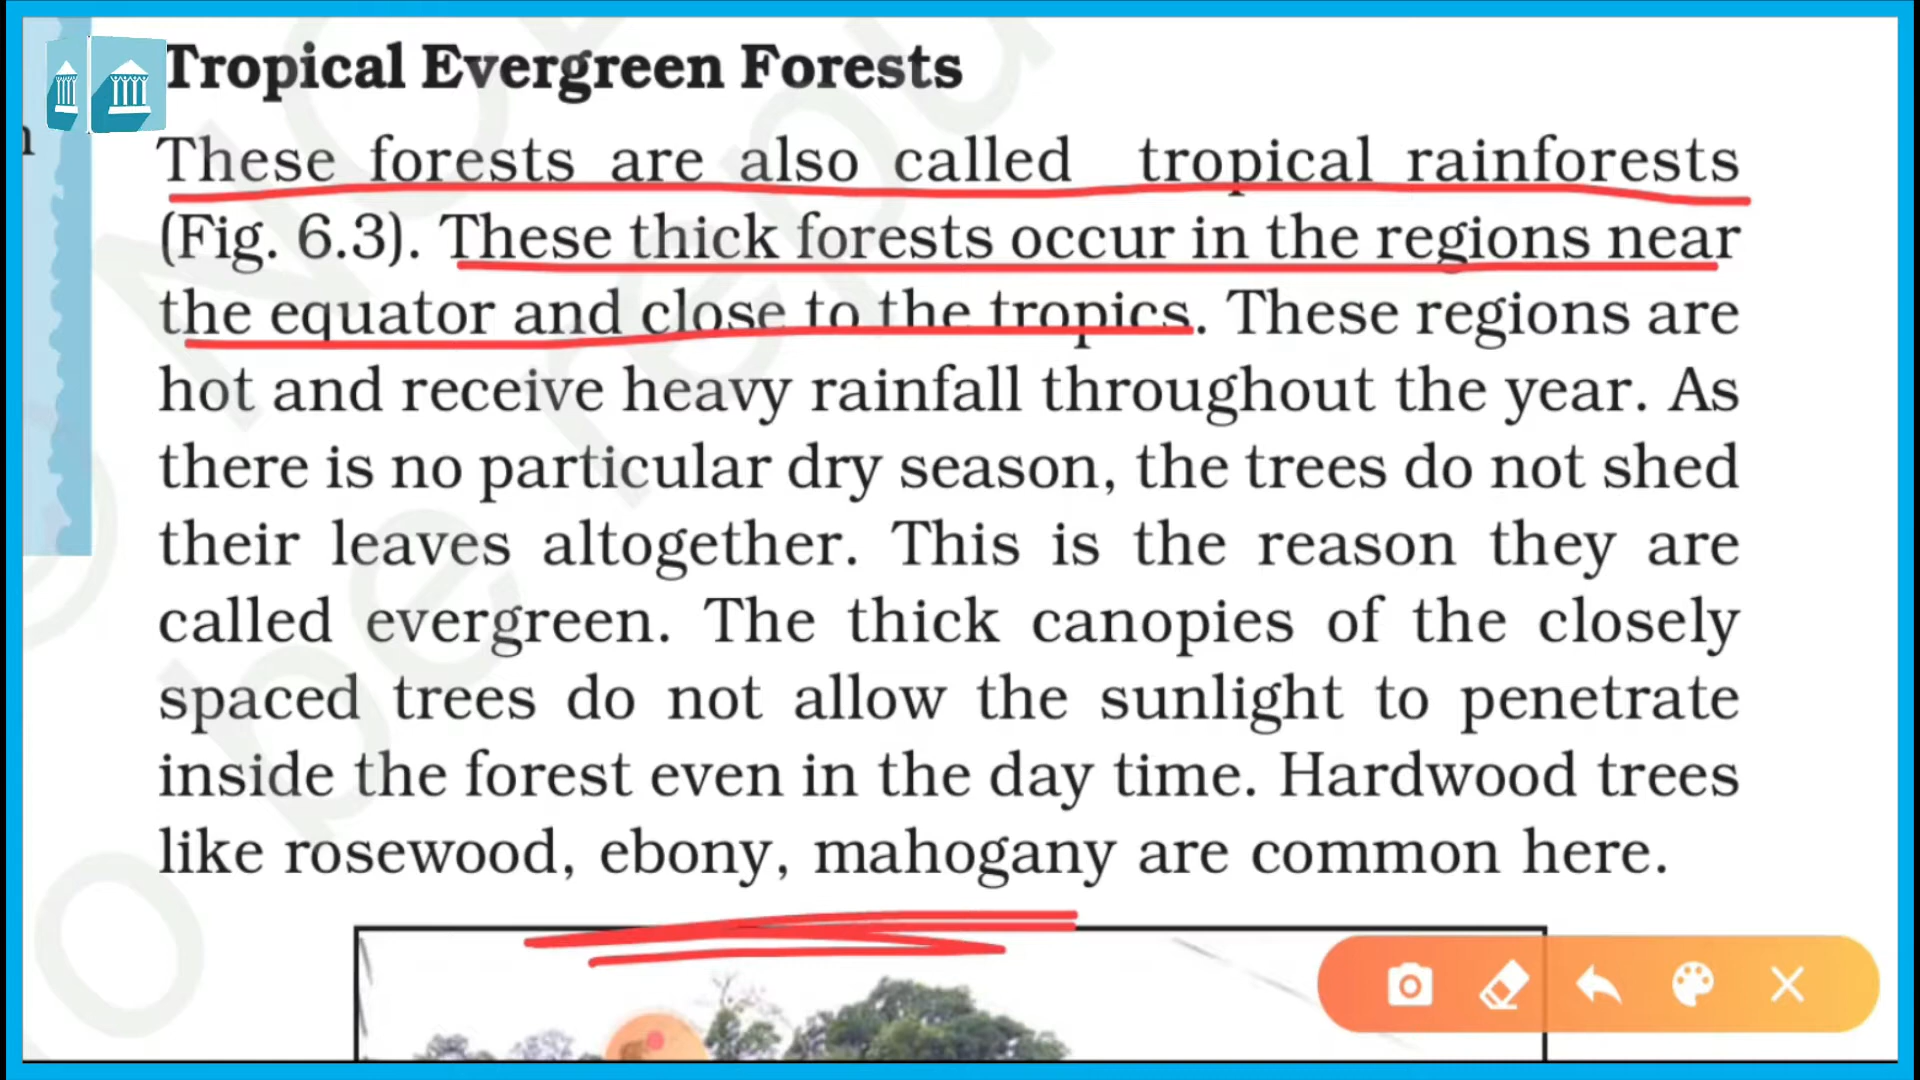 Tropical Evergreen Forests
These forests are also called tropical rainforests
(Fig. 6.3). These thick forests occur in the regions near
the equator and close to the tropics. These regions are
hot and receive heavy rainfall throughout the year. As
there is no particular dry season, the trees do not shed
their leaves altogether. This is the reason they are
called evergreen. The thick canopies of the closely
spaced trees do not allow the sunlight to penetrate
inside the forest even in the day time. Hardwood trees
like rosewood, ebony, mahogany are common here.